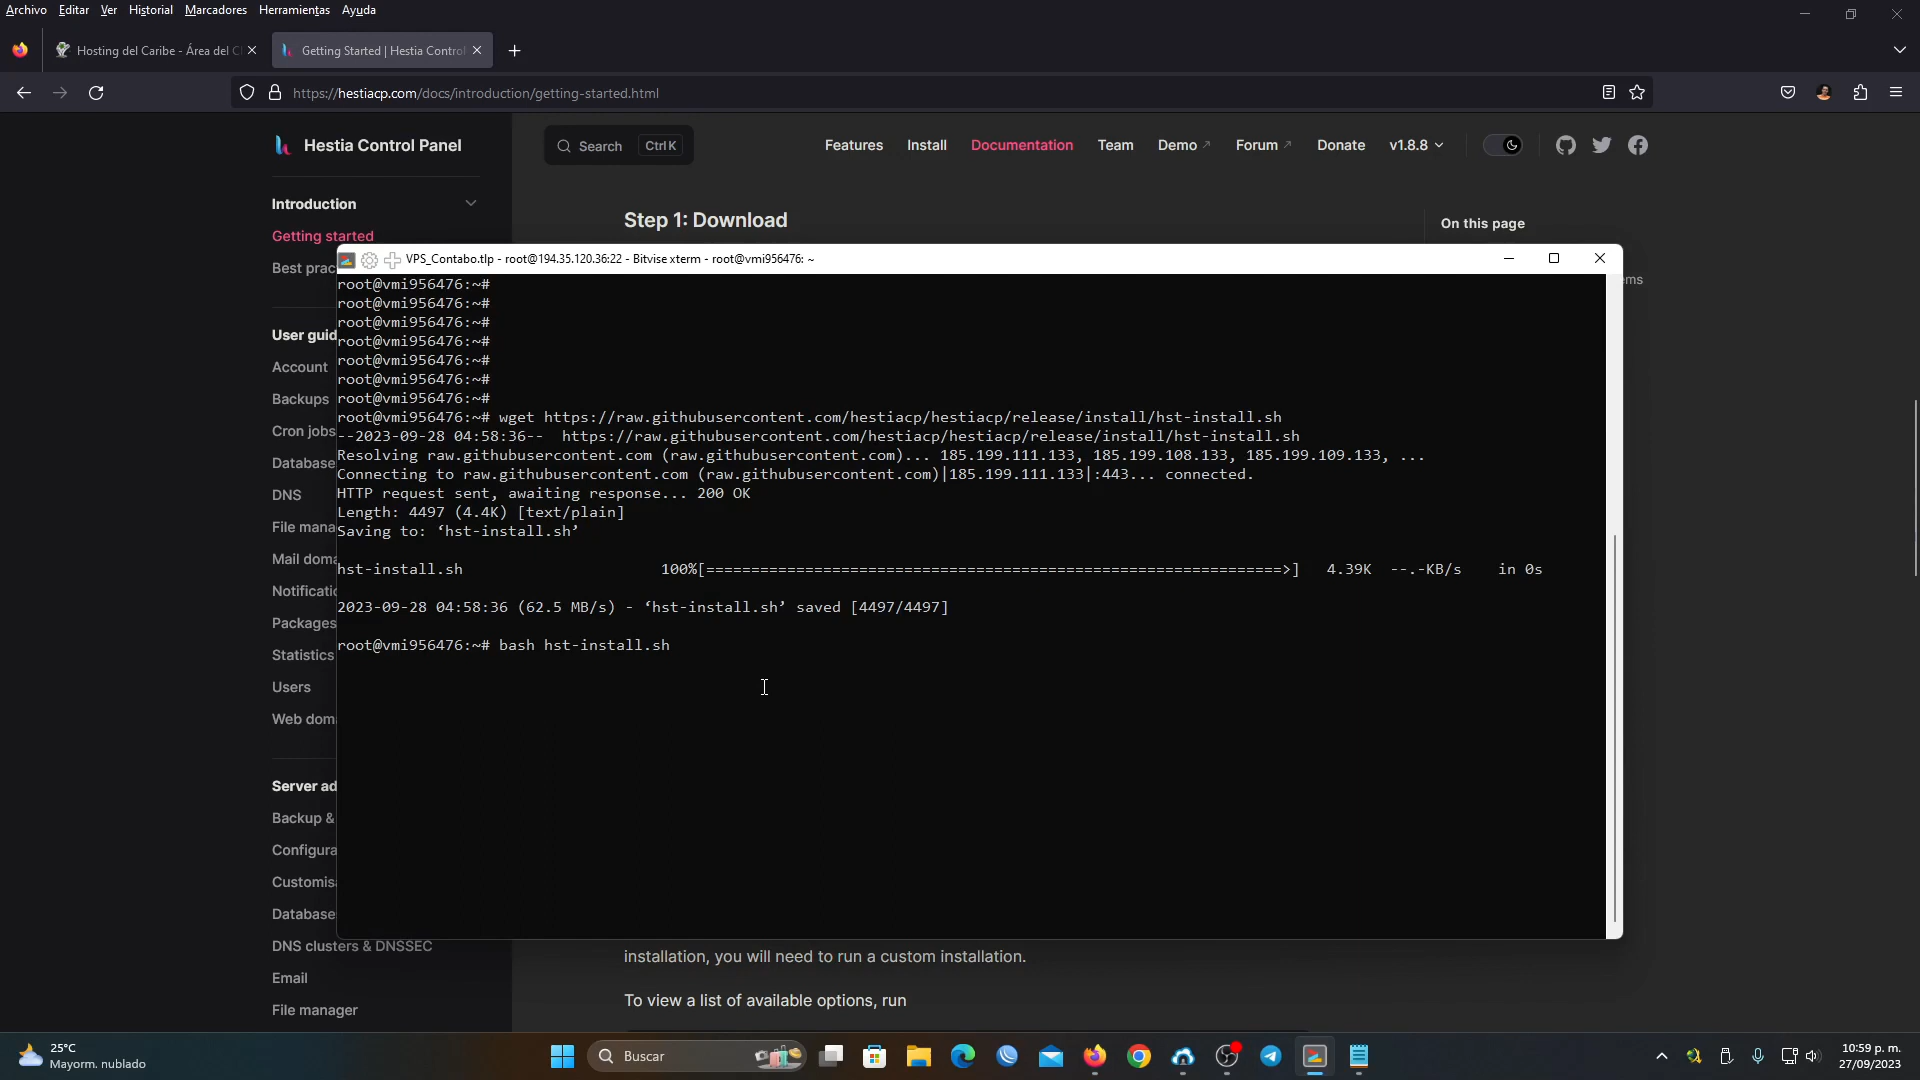 Archivo Editar Ver Historial Marcadores Herramientas Ayuda
Hosting del Caribe - Área del C
Getting Started | Hestia Control
https://hestiacp.com/docs/introduction/getting-started.html
Hestia Control Panel
Search Ctrl K
Features Install Documentation Team Demo Forum Donate v1.8.8
Introduction
Getting started
Best prac
User guid
Account
Backups
Cron jobs
Database
DNS
File mana
Mail doma
Notificatio
Packages
Statistics
Users
Web doma
Server ad
Backup &
Configura
Customisa
Database
DNS clusters & DNSSEC
Email
File manager
Step 1: Download
On this page
ems
VPS_Contabo.tlp - root@194.35.120.36:22 - Bitvise xterm - root@vmi956476: ~
root@vmi956476:~#
root@vmi956476:~#
root@vmi956476:~#
root@vmi956476:~#
root@vmi956476:~#
root@vmi956476:~#
root@vmi956476:~#
root@vmi956476:~# wget https://raw.githubusercontent.com/hestiacp/hestiacp/release/install/hst-install.sh
--2023-09-28 04:58:36--  https://raw.githubusercontent.com/hestiacp/hestiacp/release/install/hst-install.sh
Resolving raw.githubusercontent.com (raw.githubusercontent.com)... 185.199.111.133, 185.199.108.133, 185.199.109.133, ...
Connecting to raw.githubusercontent.com (raw.githubusercontent.com)|185.199.111.133|:443... connected.
HTTP request sent, awaiting response... 200 OK
Length: 4497 (4.4K) [text/plain]
Saving to: ‘hst-install.sh’
hst-install.sh 100%[================================================================>] 4.39K --.-KB/s in 0s
2023-09-28 04:58:36 (62.5 MB/s) - ‘hst-install.sh’ saved [4497/4497]
root@vmi956476:~# bash hst-install.sh
installation, you will need to run a custom installation.
To view a list of available options, run
25°C
Mayorm. nublado
Buscar
10:59 p. m.
27/09/2023